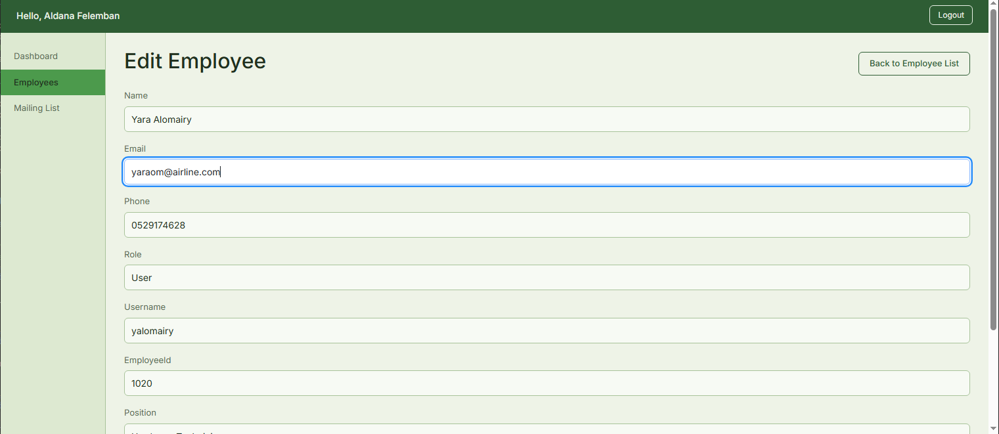 Hello, Aldana Felemban
Logout
Dashboard
Employees
Mailing List
Edit Employee
Back to Employee List
Name
Yara Alomairy
Email
yaraom@airline.com
Phone
0529174628
Role
User
Username
yalomairy
EmployeeId
1020
Position